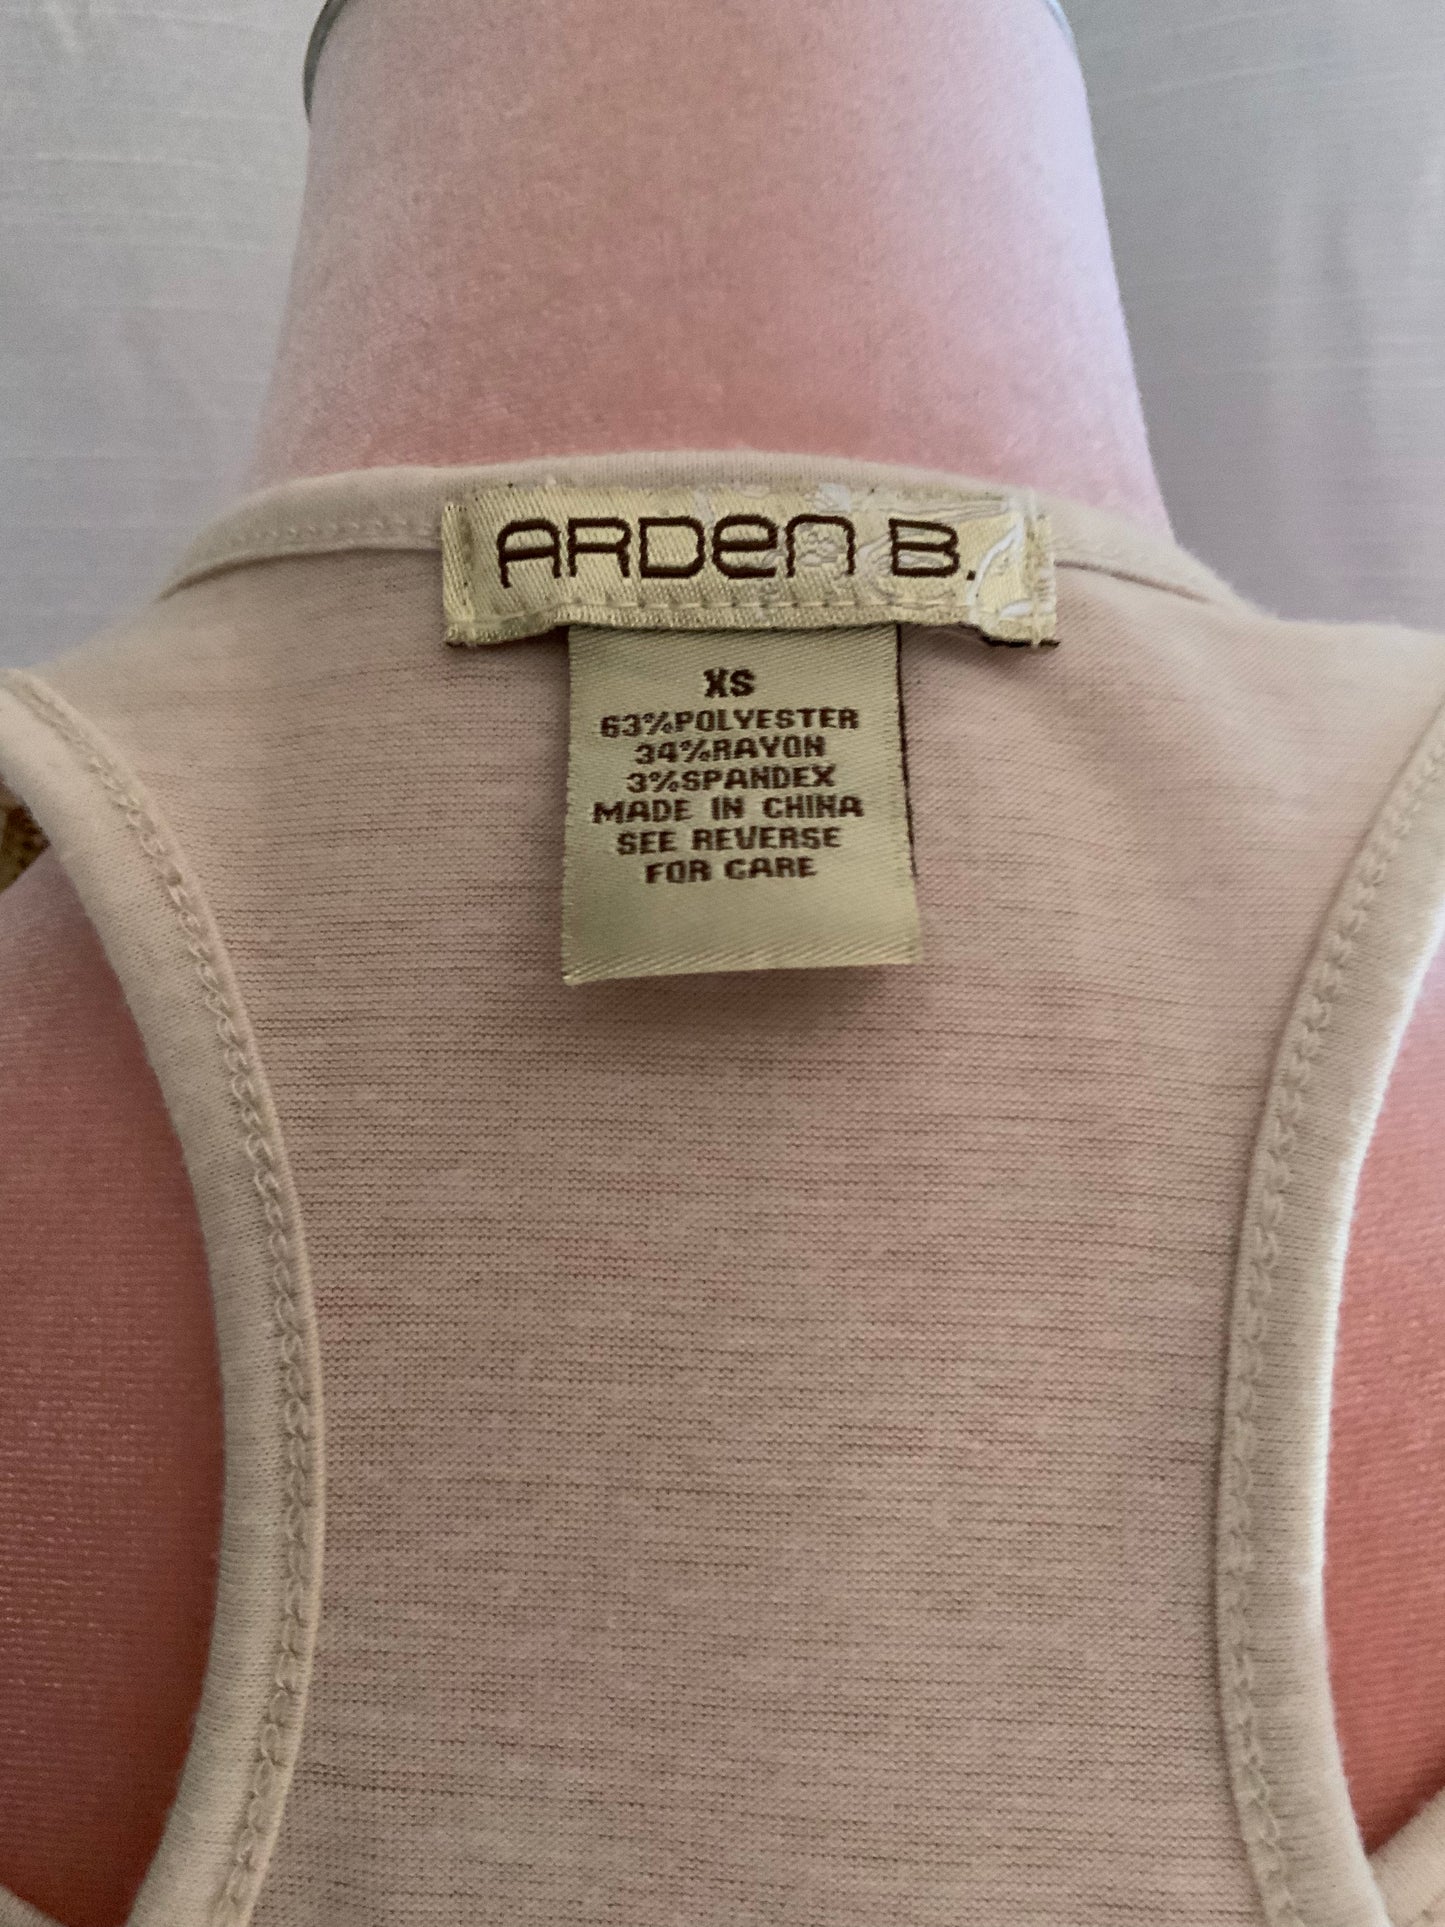 ARDEN B.
XS
63%POLYESTER
34%RAYON
3%SPANDEX
MADE IN CHINA
SEE REVERSE
FOR CARE